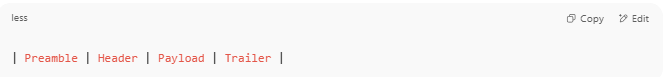 less
Copy
Edit
| Preamble | Header | Payload | Trailer |